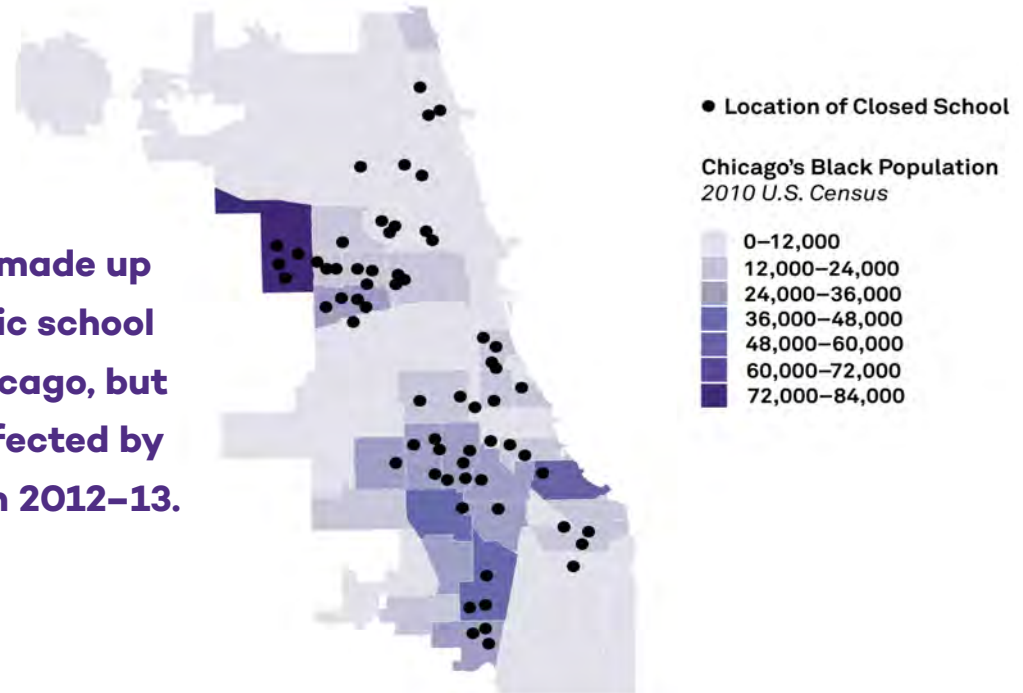 made up
ic school
cago, but
fected by
n 2012–13.
Location of Closed School
Chicago's Black Population
2010 U.S. Census
0–12,000
12,000–24,000
24,000–36,000
36,000–48,000
48,000–60,000
60,000–72,000
72,000–84,000